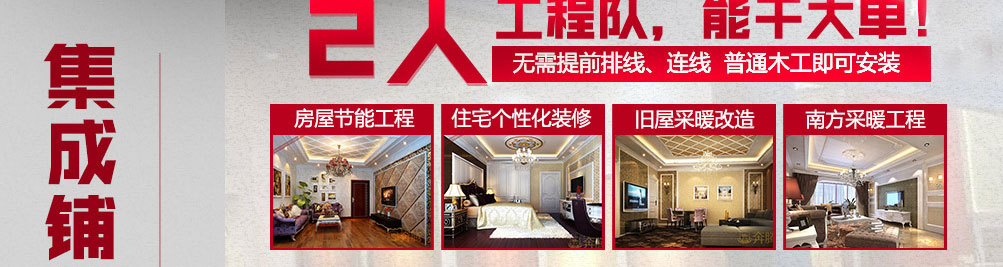 集成铺
2人工程队，能干大单！
无需提前排线、连线 普通木工即可安装
房屋节能工程
住宅个性化装修
旧屋采暖改造
南方采暖工程